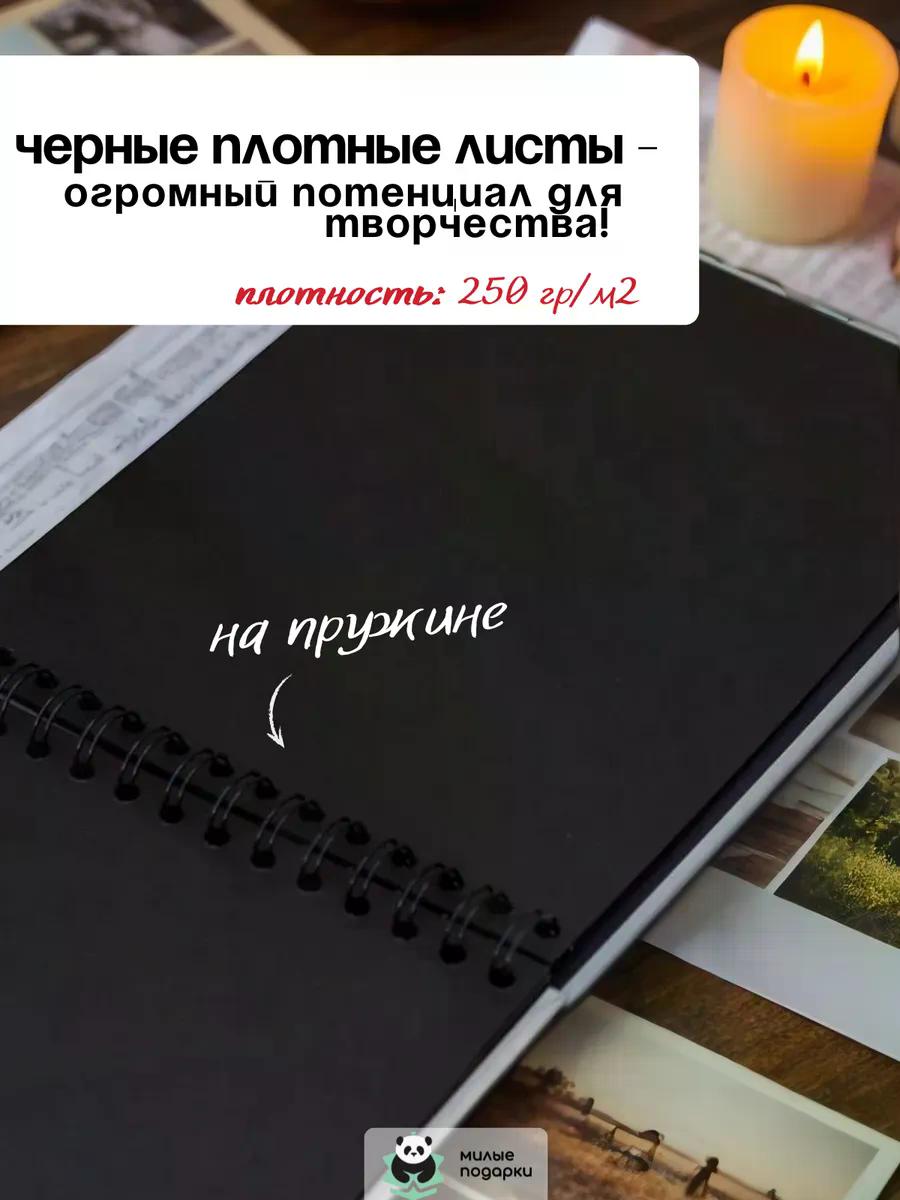 черные плотные листы –
огромный потенциал для
творчества!
плотность: 250 гр/м2
на пружине
милые
подарки